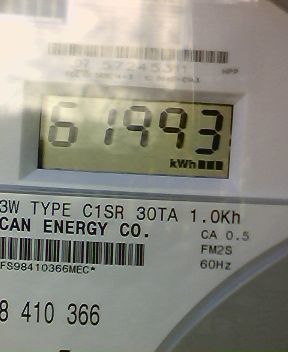 61993
kWh
3W TYPE C1SR 30TA 1.0Kh
CAN ENERGY CO.
CA 0.5
FM2S
60Hz
FS98410366MEC*
8 410 366